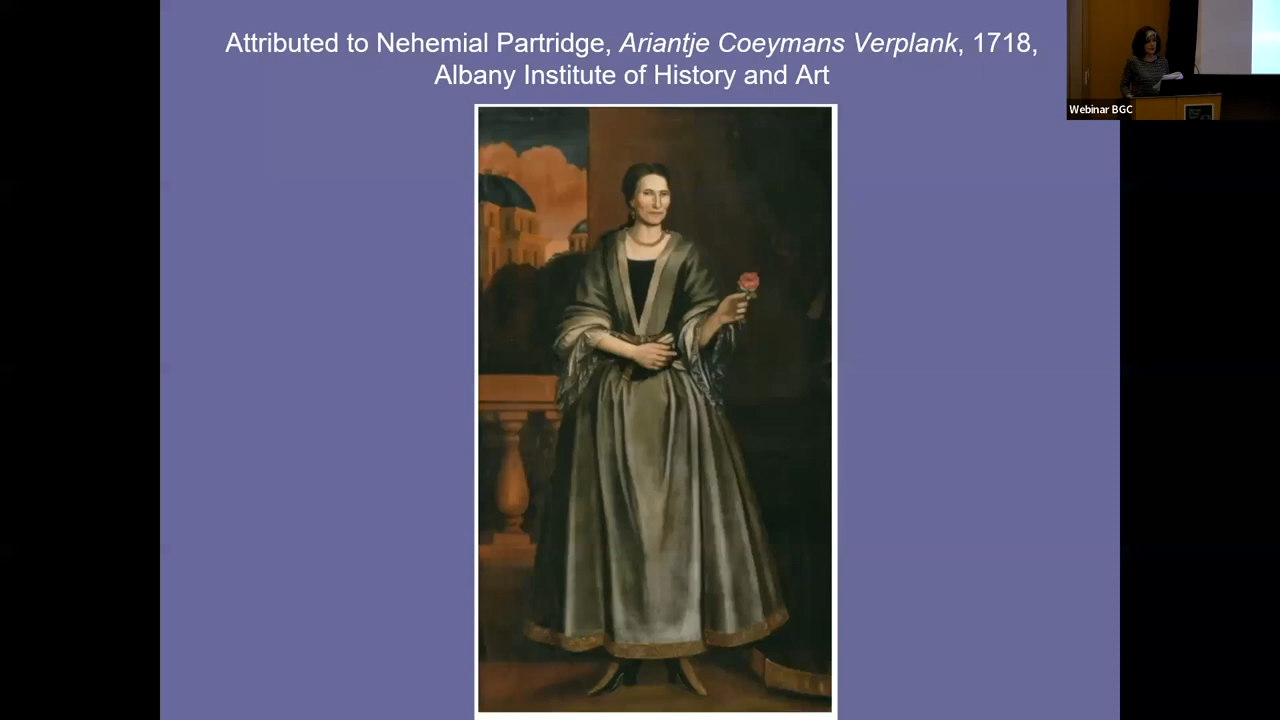 Attributed to Nehemial Partridge, Ariantje Coeymans Verplank, 1718,
Albany Institute of History and Art
Webinar BGC